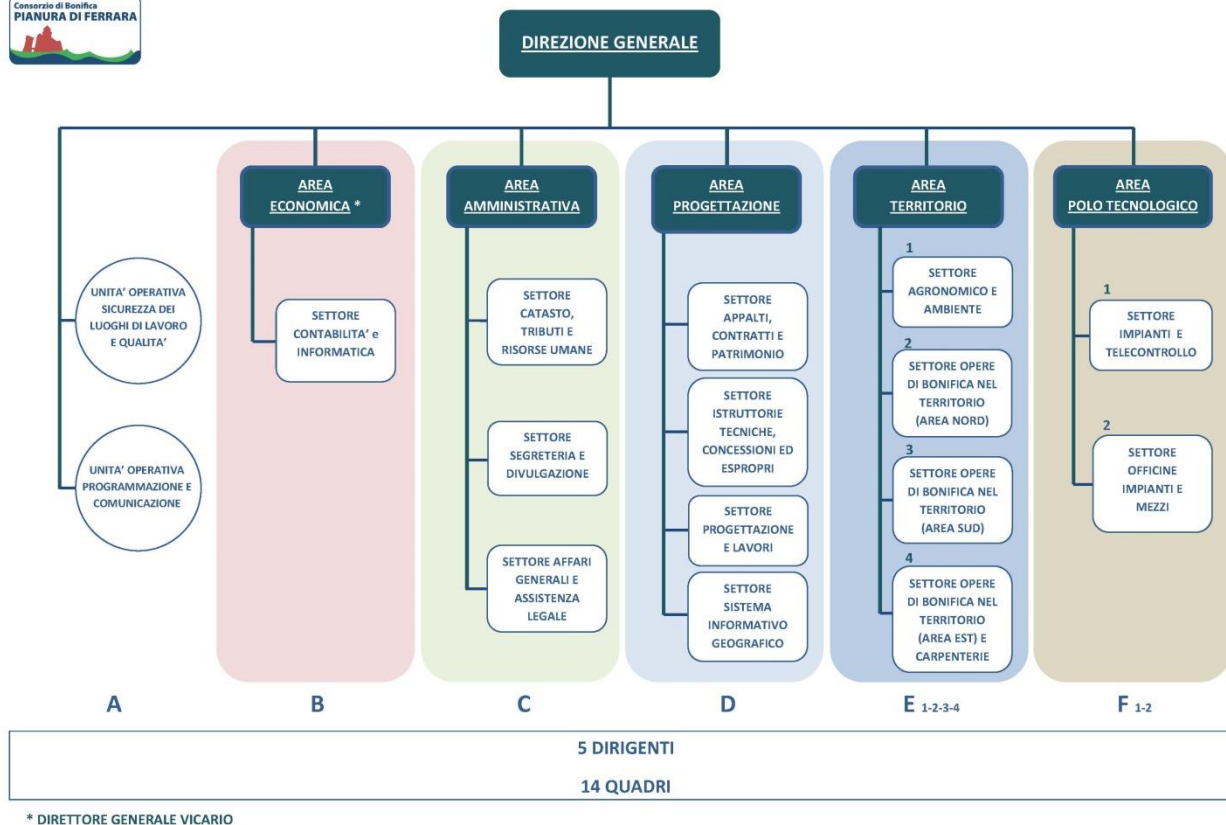 Consorzio di Bonifica
PIANURA DI FERRARA
DIREZIONE GENERALE
UNITA' OPERATIVA
SICUREZZA DEI
LUOGHI DI LAVORO
E QUALITA'
UNITA' OPERATIVA
PROGRAMMAZIONE E
COMUNICAZIONE
A
AREA
ECONOMICA *
SETTORE
CONTABILITA' e
INFORMATICA
B
AREA
AMMINISTRATIVA
SETTORE
CATASTO,
TRIBUTI E
RISORSE UMANE
SETTORE
SEGRETERIA E
DIVULGAZIONE
SETTORE AFFARI
GENERALI E
ASSISTENZA
LEGALE
C
AREA
PROGETTAZIONE
SETTORE
APPALTI,
CONTRATTI E
PATRIMONIO
SETTORE
ISTRUTTORIE
TECNICHE,
CONCESSIONI ED
ESPROPRI
SETTORE
PROGETTAZIONE
E LAVORI
SETTORE
SISTEMA
INFORMATIVO
GEOGRAFICO
D
AREA
TERRITORIO
1
SETTORE
AGRONOMICO E
AMBIENTE
2
SETTORE OPERE
DI BONIFICA NEL
TERRITORIO
(AREA NORD)
3
SETTORE OPERE
DI BONIFICA NEL
TERRITORIO
(AREA SUD)
4
SETTORE OPERE
DI BONIFICA NEL
TERRITORIO
(AREA EST) E
CARPENTERIE
E 1-2-3-4
AREA
POLO TECNOLOGICO
1
SETTORE
IMPIANTI E
TELECONTROLLO
2
SETTORE
OFFICINE
IMPIANTI E
MEZZI
F 1-2
5 DIRIGENTI
14 QUADRI
* DIRETTORE GENERALE VICARIO